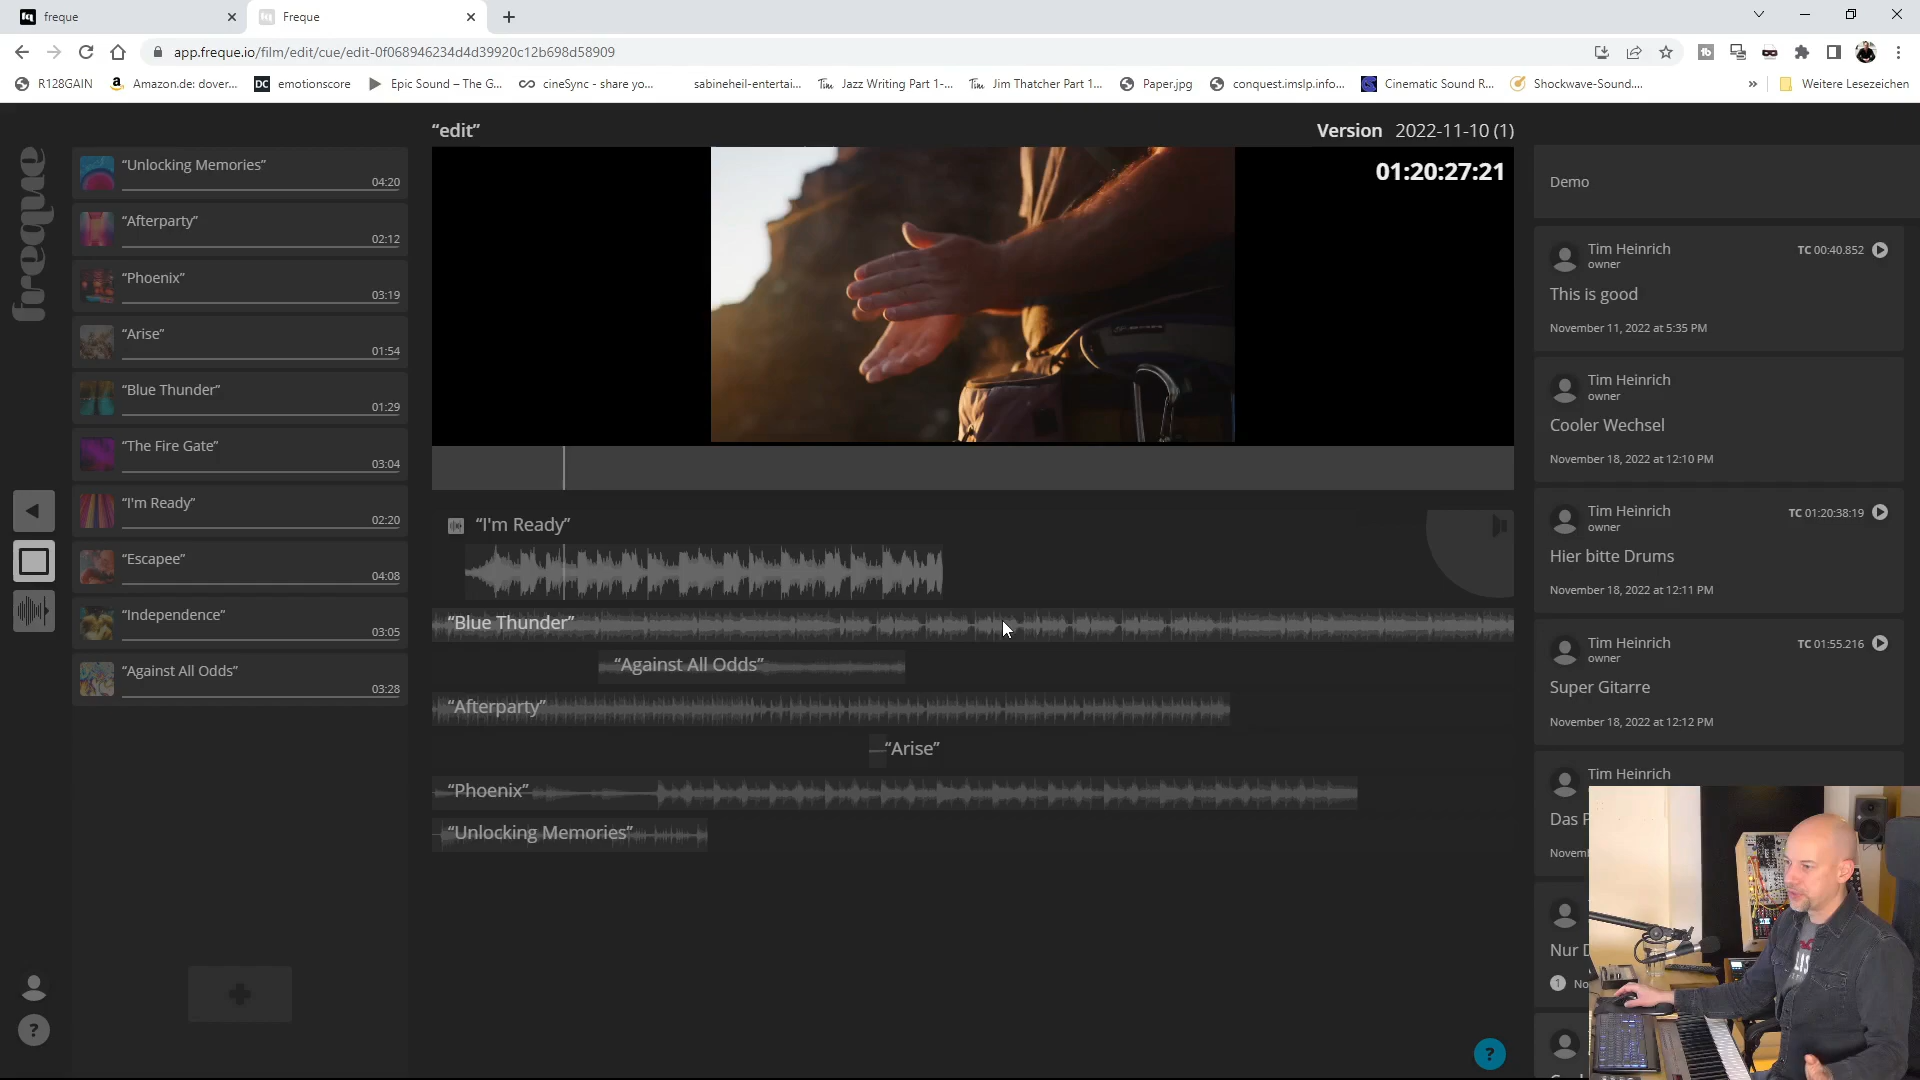 freque
Freque
app.freque.io/film/edit/cue/edit-0f068946234d4d39920c12b698d58909
R128GAIN
Amazon.de: dover...
DC emotionscore
Epic Sound – The G...
cineSync - share yo...
sabineheil-entertai...
Tim Jazz Writing Part 1-...
Tim Jim Thatcher Part 1...
Paper.jpg
conquest.imslp.info...
Cinematic Sound R...
Shockwave-Sound....
»
Weitere Lesezeichen
freque
“Unlocking Memories”
04:20
“Afterparty”
02:12
“Phoenix”
03:19
“Arise”
01:54
“Blue Thunder”
01:29
“The Fire Gate”
03:04
“I'm Ready”
02:20
“Escapee”
04:08
“Independence”
03:05
“Against All Odds”
03:28
?
“edit”
Version 2022-11-10 (1)
01:20:27:21
“I'm Ready”
“Blue Thunder”
“Against All Odds”
“Afterparty”
“Arise”
“Phoenix”
“Unlocking Memories”
?
Demo
Tim Heinrich
owner
TC 00:40.852
This is good
November 11, 2022 at 5:35 PM
Tim Heinrich
owner
Cooler Wechsel
November 18, 2022 at 12:10 PM
Tim Heinrich
owner
TC 01:20:38:19
Hier bitte Drums
November 18, 2022 at 12:11 PM
Tim Heinrich
owner
TC 01:55.216
Super Gitarre
November 18, 2022 at 12:12 PM
Tim Heinrich
Das
Novem
Nur
1 No